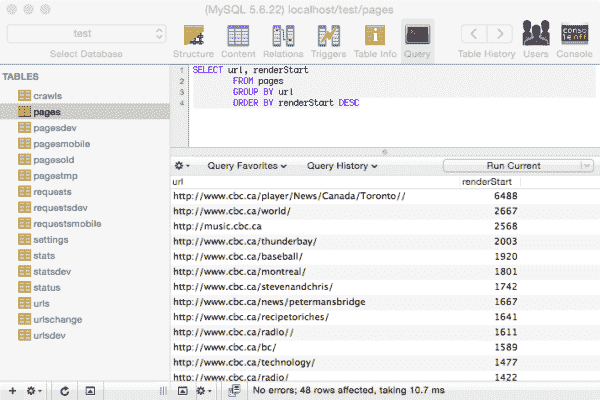 (MySQL 5.6.22) localhost/test/pages
test
Select Database
Structure Content Relations Triggers Table Info Query Table History Users Console
conso
le off
TABLES
crawls
pages
pagesdev
pagesmobile
pagesold
pagestmp
requests
requestsdev
requestsmobile
settings
stats
statsdev
status
urls
urlschange
urlsdev
1 SELECT url, renderStart
2 FROM pages
3 GROUP BY url
4 ORDER BY renderStart DESC
Query Favorites Query History Run Current
url renderStart
http://www.cbc.ca/player/News/Canada/Toronto// 6488
http://www.cbc.ca/world/ 2667
http://music.cbc.ca 2568
http://www.cbc.ca/thunderbay/ 2003
http://www.cbc.ca/baseball/ 1920
http://www.cbc.ca/montreal/ 1801
http://www.cbc.ca/stevenandchris/ 1742
http://www.cbc.ca/news/petermansbridge 1667
http://www.cbc.ca/recipetoriches/ 1641
http://www.cbc.ca/radio// 1611
http://www.cbc.ca/bc/ 1589
http://www.cbc.ca/technology/ 1477
http://www.cbc.ca/radio/ 1422
No errors; 48 rows affected, taking 10.7 ms